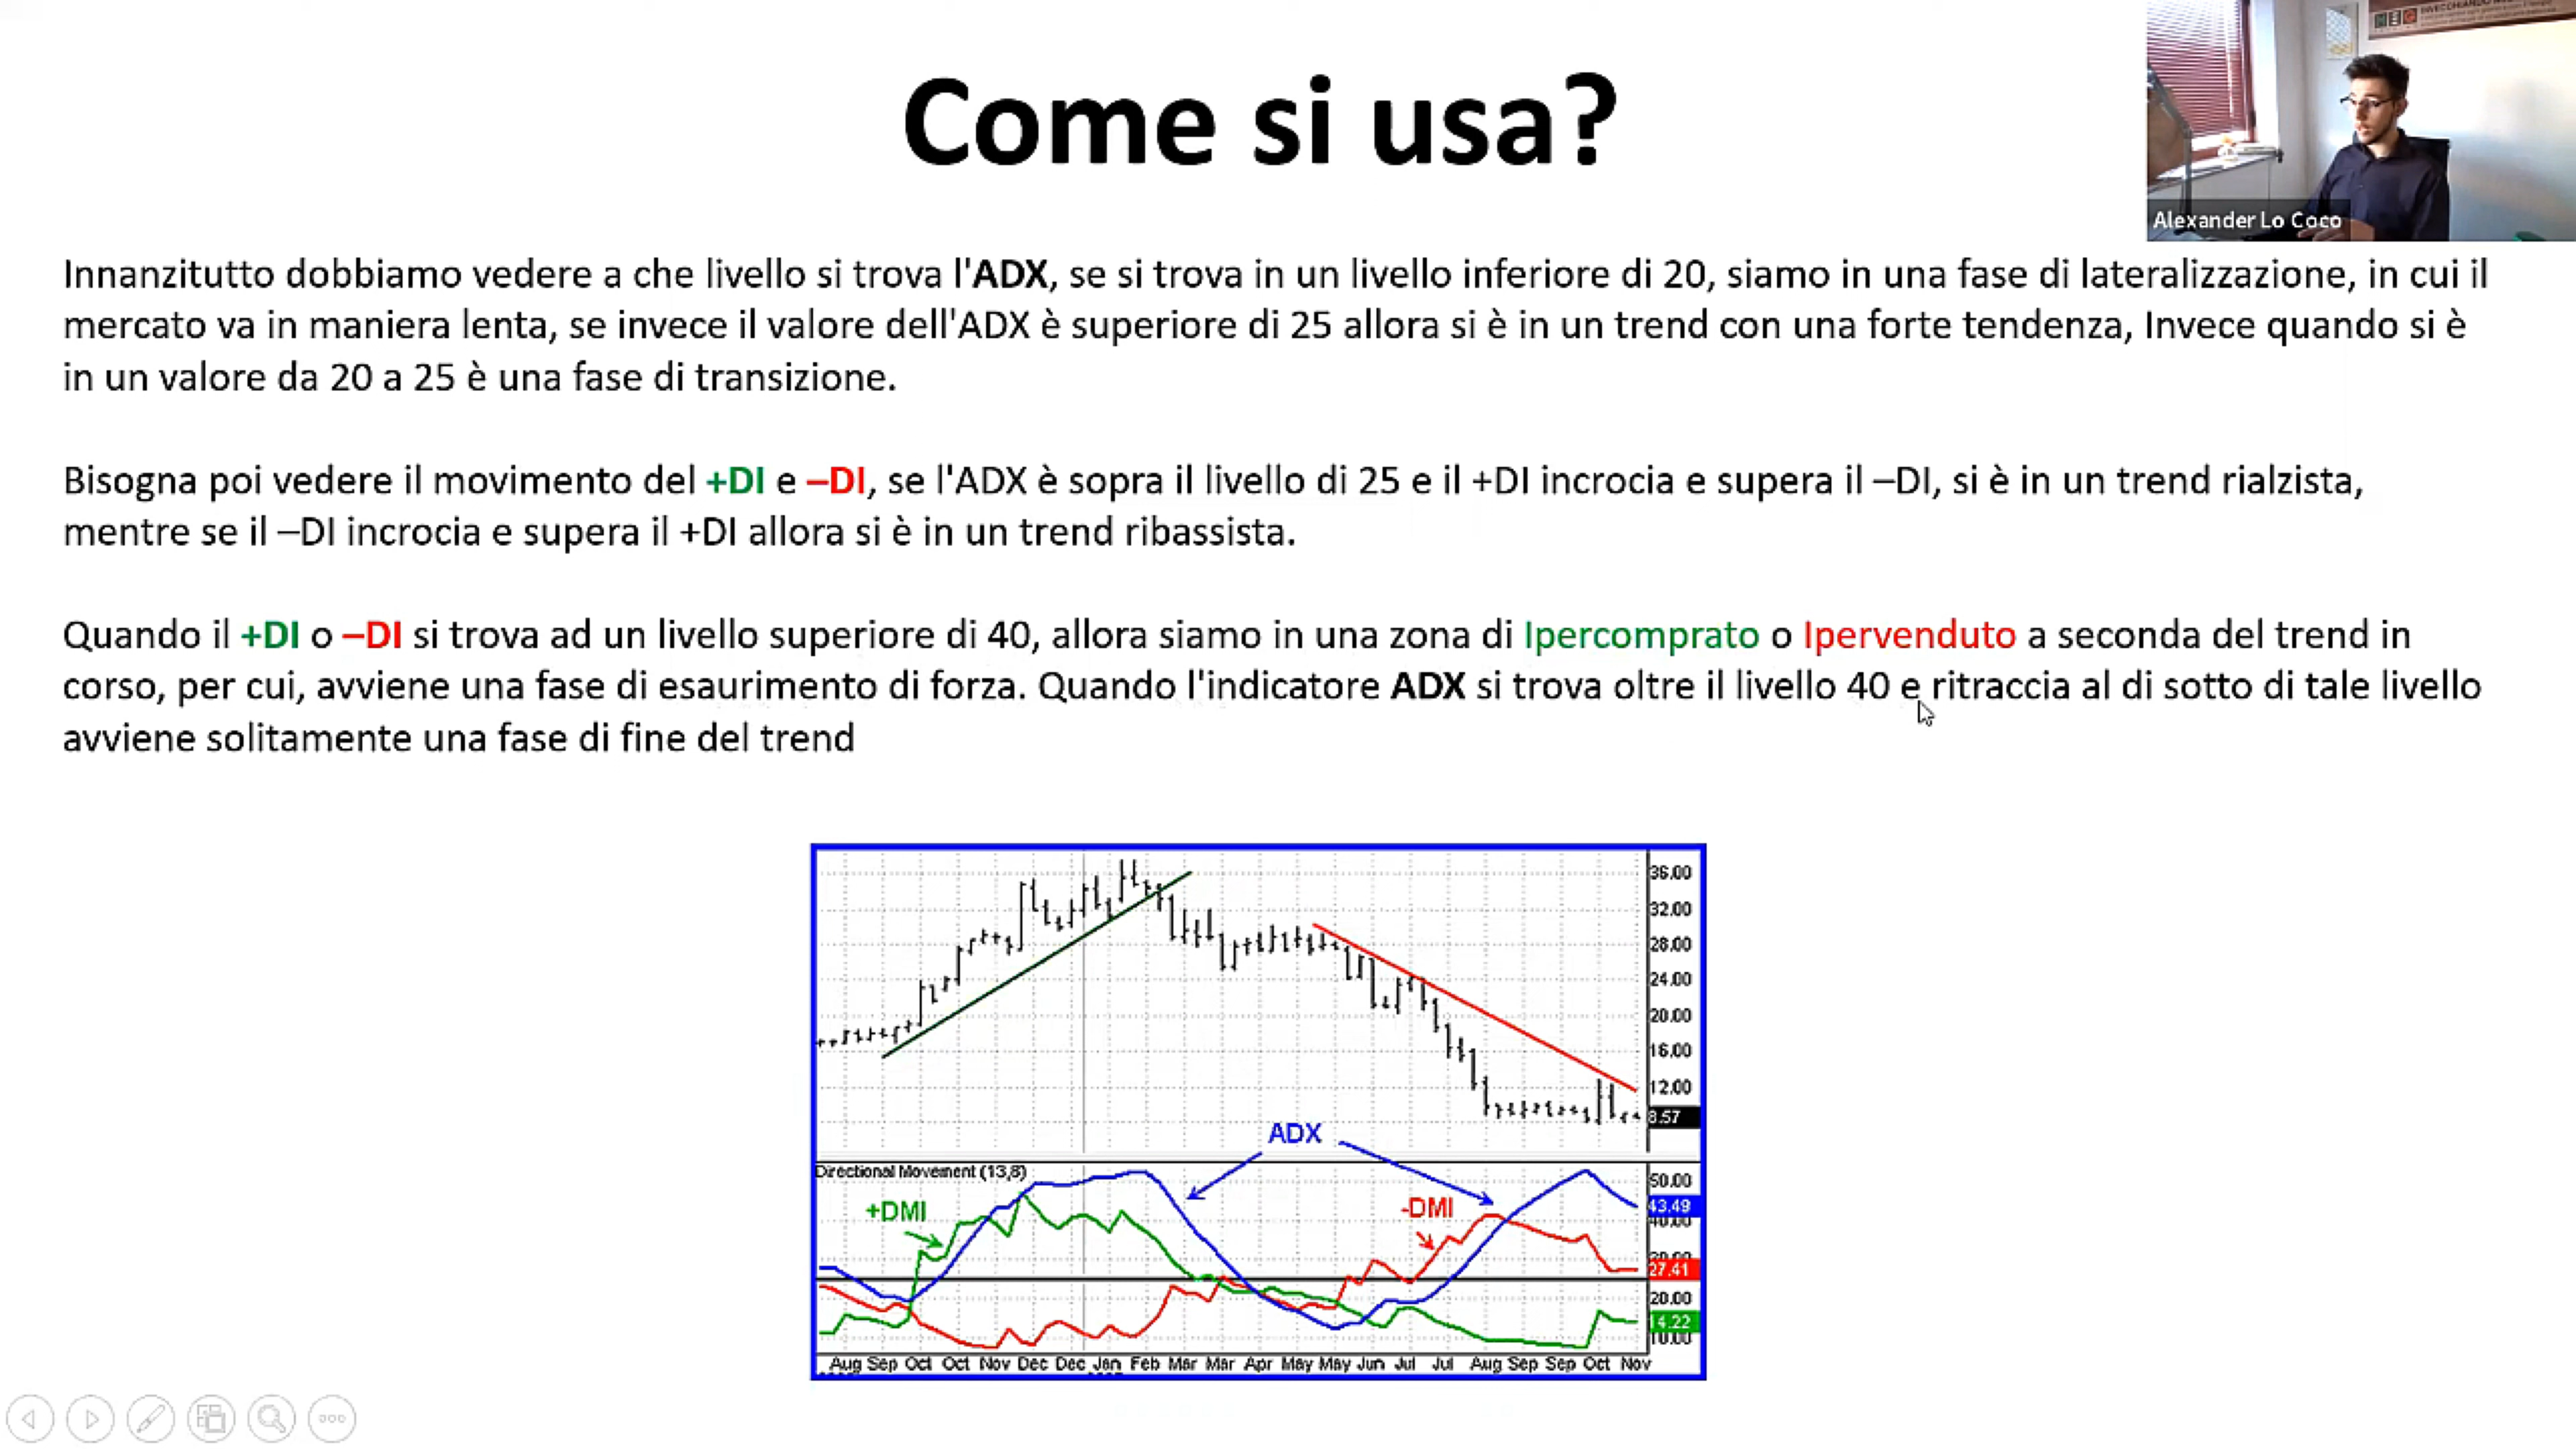 Come si usa?
Alexander Lo Coco
Innanzitutto dobbiamo vedere a che livello si trova l'ADX, se si trova in un livello inferiore di 20, siamo in una fase di lateralizzazione, in cui il
mercato va in maniera lenta, se invece il valore dell'ADX è superiore di 25 allora si è in un trend con una forte tendenza, Invece quando si è
in un valore da 20 a 25 è una fase di transizione.
Bisogna poi vedere il movimento del +DI e –DI, se l'ADX è sopra il livello di 25 e il +DI incrocia e supera il –DI, si è in un trend rialzista,
mentre se il –DI incrocia e supera il +DI allora si è in un trend ribassista.
Quando il +DI o –DI si trova ad un livello superiore di 40, allora siamo in una zona di Ipercomprato o Ipervenduto a seconda del trend in
corso, per cui, avviene una fase di esaurimento di forza. Quando l'indicatore ADX si trova oltre il livello 40 e ritraccia al di sotto di tale livello
avviene solitamente una fase di fine del trend
36.00
32.00
28.00
24.00
20.00
16.00
12.00
8.57
ADX
Directional Movement (13,8)
50.00
+DMI
-DMI
43.49
40.00
27.41
20.00
14.22
10.00
Aug Sep Oct Oct Nov Dec Dec Jan Feb Mar Mar Apr May May Jun Jul Jul Aug Sep Sep Oct Nov